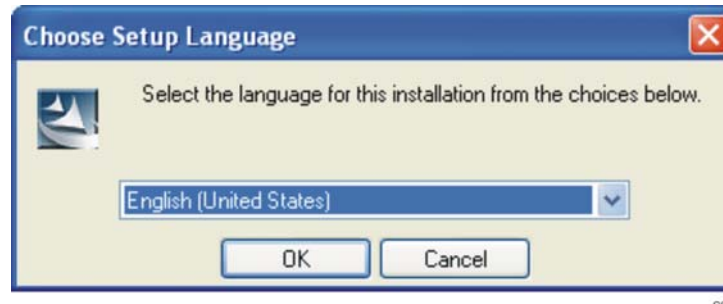 Choose Setup Language
Select the language for this installation from the choices below.
English (United States)
OK
Cancel